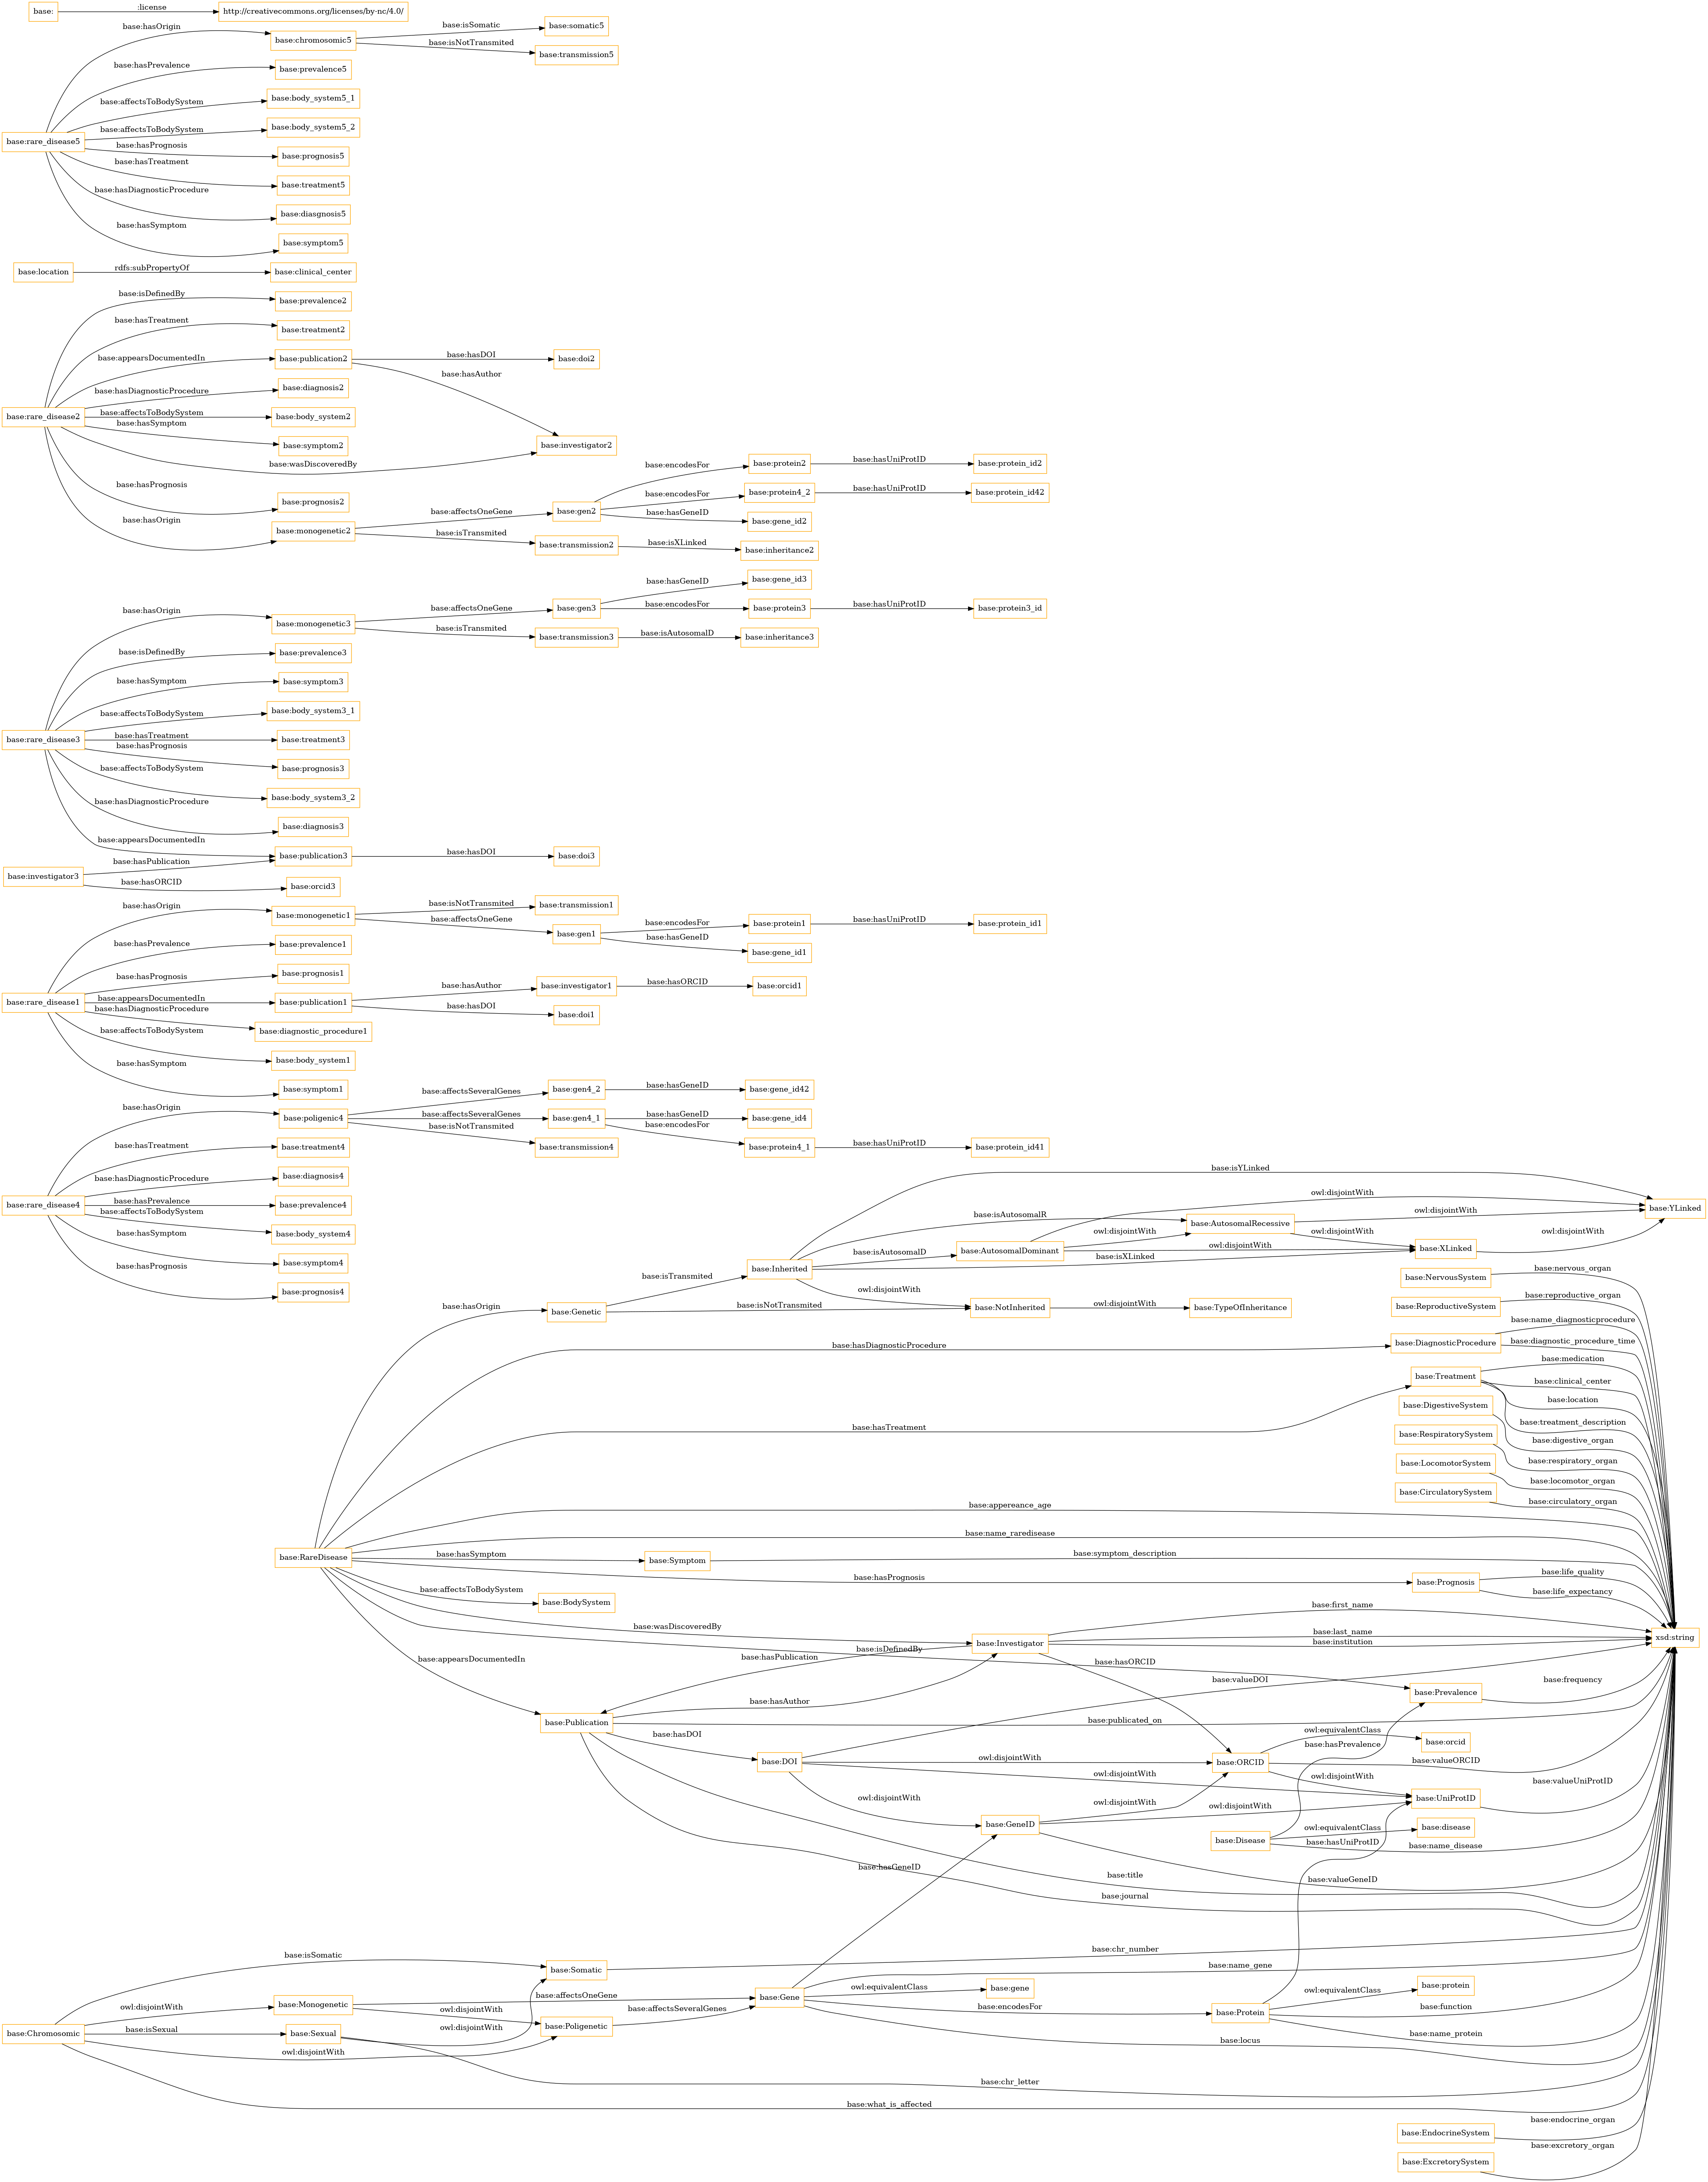 base:
:license
http://creativecommons.org/licenses/by-nc/4.0/
base:rare_disease5
base:hasOrigin
base:chromosomic5
base:isSomatic
base:somatic5
base:isNotTransmited
base:transmission5
base:hasPrevalence
base:prevalence5
base:affectsToBodySystem
base:body_system5_1
base:affectsToBodySystem
base:body_system5_2
base:hasPrognosis
base:prognosis5
base:hasTreatment
base:treatment5
base:hasDiagnosticProcedure
base:diasgnosis5
base:hasSymptom
base:symptom5
base:location
rdfs:subPropertyOf
base:clinical_center
base:rare_disease2
base:isDefinedBy
base:prevalence2
base:hasTreatment
base:treatment2
base:appearsDocumentedIn
base:publication2
base:hasDOI
base:doi2
base:hasAuthor
base:hasDiagnosticProcedure
base:diagnosis2
base:affectsToBodySystem
base:body_system2
base:hasSymptom
base:symptom2
base:wasDiscoveredBy
base:investigator2
base:hasPrognosis
base:prognosis2
base:hasOrigin
base:monogenetic2
base:affectsOneGene
base:gen2
base:encodesFor
base:protein2
base:hasUniProtID
base:protein_id2
base:encodesFor
base:protein4_2
base:hasUniProtID
base:protein_id42
base:hasGeneID
base:gene_id2
base:isTransmited
base:transmission2
base:isXLinked
base:inheritance2
base:rare_disease3
base:hasOrigin
base:monogenetic3
base:affectsOneGene
base:gen3
base:hasGeneID
base:gene_id3
base:encodesFor
base:protein3
base:hasUniProtID
base:protein3_id
base:isTransmited
base:transmission3
base:isAutosomalD
base:inheritance3
base:isDefinedBy
base:prevalence3
base:hasSymptom
base:symptom3
base:affectsToBodySystem
base:body_system3_1
base:hasTreatment
base:treatment3
base:hasPrognosis
base:prognosis3
base:affectsToBodySystem
base:body_system3_2
base:hasDiagnosticProcedure
base:diagnosis3
base:appearsDocumentedIn
base:publication3
base:hasDOI
base:doi3
base:investigator3
base:hasPublication
base:hasORCID
base:orcid3
base:rare_disease1
base:hasOrigin
base:monogenetic1
base:isNotTransmited
base:transmission1
base:affectsOneGene
base:gen1
base:encodesFor
base:protein1
base:hasUniProtID
base:protein_id1
base:hasGeneID
base:gene_id1
base:hasPrevalence
base:prevalence1
base:hasPrognosis
base:prognosis1
base:appearsDocumentedIn
base:publication1
base:hasAuthor
base:investigator1
base:hasORCID
base:orcid1
base:hasDOI
base:doi1
base:hasDiagnosticProcedure
base:diagnostic_procedure1
base:affectsToBodySystem
base:body_system1
base:hasSymptom
base:symptom1
base:rare_disease4
base:hasOrigin
base:poligenic4
base:affectsSeveralGenes
base:gen4_2
base:hasGeneID
base:gene_id42
base:affectsSeveralGenes
base:gen4_1
base:hasGeneID
base:gene_id4
base:encodesFor
base:protein4_1
base:hasUniProtID
base:protein_id41
base:isNotTransmited
base:transmission4
base:hasTreatment
base:treatment4
base:hasDiagnosticProcedure
base:diagnosis4
base:hasPrevalence
base:prevalence4
base:affectsToBodySystem
base:body_system4
base:hasSymptom
base:symptom4
base:hasPrognosis
base:prognosis4
base:isYLinked
base:YLinked
base:Inherited
base:isAutosomalR
base:AutosomalRecessive
owl:disjointWith
owl:disjointWith
owl:disjointWith
owl:disjointWith
base:isAutosomalD
base:AutosomalDominant
owl:disjointWith
base:isXLinked
base:XLinked
owl:disjointWith
owl:disjointWith
base:NotInherited
owl:disjointWith
base:TypeOfInheritance
base:Genetic
base:isTransmited
base:isNotTransmited
base:hasOrigin
base:NervousSystem
base:nervous_organ
base:ReproductiveSystem
base:reproductive_organ
base:hasDiagnosticProcedure
base:DiagnosticProcedure
base:name_diagnosticprocedure
base:diagnostic_procedure_time
base:hasTreatment
base:Treatment
base:medication
base:clinical_center
base:location
base:treatment_description
base:DigestiveSystem
base:digestive_organ
base:RespiratorySystem
base:respiratory_organ
base:LocomotorSystem
base:locomotor_organ
base:CirculatorySystem
base:circulatory_organ
base:RareDisease
base:appereance_age
base:name_raredisease
base:hasSymptom
base:Symptom
base:symptom_description
base:hasPrognosis
base:Prognosis
base:life_quality
base:life_expectancy
base:affectsToBodySystem
base:BodySystem
base:wasDiscoveredBy
base:Investigator
base:first_name
base:last_name
base:institution
xsd:string
base:isDefinedBy
base:hasPublication
base:hasORCID
base:appearsDocumentedIn
base:Publication
base:hasAuthor
base:publicated_on
base:valueDOI
base:Prevalence
base:frequency
base:hasDOI
base:DOI
owl:disjointWith
owl:disjointWith
owl:disjointWith
base:ORCID
owl:equivalentClass
base:orcid
base:hasPrevalence
base:valueORCID
owl:disjointWith
base:UniProtID
base:valueUniProtID
base:GeneID
owl:disjointWith
owl:disjointWith
base:Disease
owl:equivalentClass
base:disease
base:hasUniProtID
base:name_disease
base:valueGeneID
base:hasGeneID
base:title
base:journal
base:Chromosomic
base:isSomatic
base:Somatic
base:chr_number
owl:disjointWith
base:Monogenetic
base:affectsOneGene
owl:disjointWith
base:isSexual
base:Sexual
owl:disjointWith
base:Poligenetic
base:affectsSeveralGenes
owl:disjointWith
base:Gene
base:name_gene
owl:equivalentClass
base:gene
base:encodesFor
base:Protein
owl:equivalentClass
base:protein
base:function
base:name_protein
base:locus
base:chr_letter
base:what_is_affected
base:EndocrineSystem
base:endocrine_organ
base:ExcretorySystem
base:excretory_organ